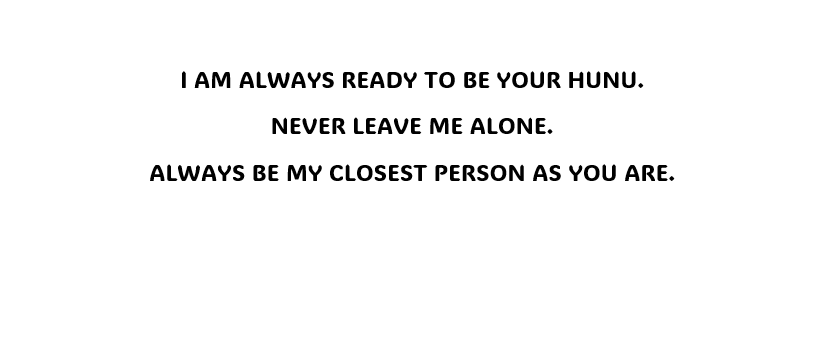 I AM ALWAYS READY TO BE YOUR HUNU.
NEVER LEAVE ME ALONE.
ALWAYS BE MY CLOSEST PERSON AS YOU ARE.